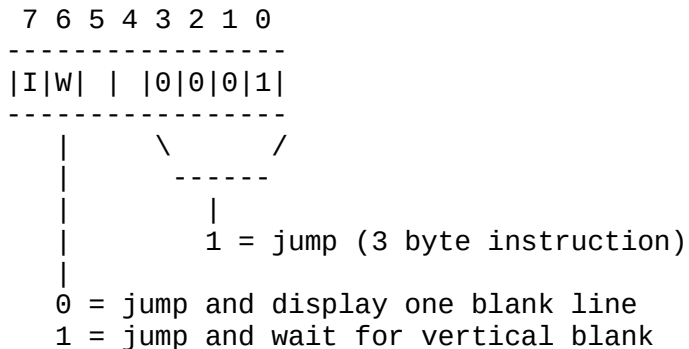 7 6 5 4 3 2 1 0
-----------------
|I|W| | |0|0|0|1|
-----------------
| \ /
| ------
| |
| 1 = jump (3 byte instruction)
|
0 = jump and display one blank line
1 = jump and wait for vertical blank